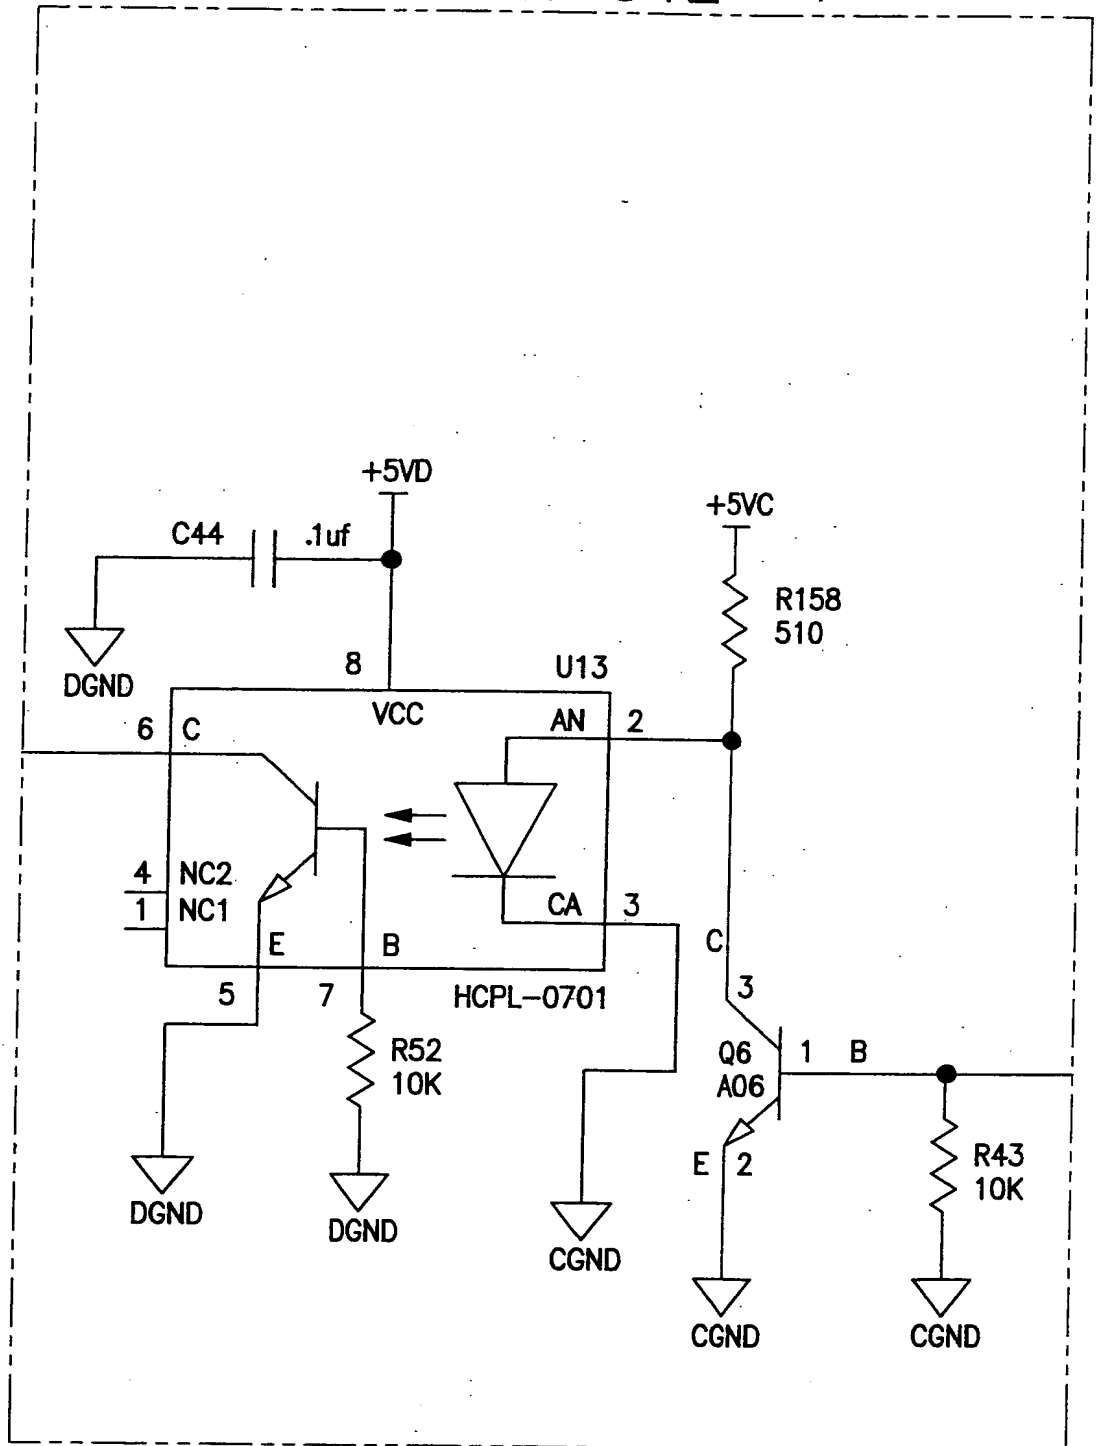 +5VD
+5VC
C44
.1uf
R158
510
DGND
8
U13
VCC
AN
2
6
C
4
NC2
1
NC1
CA
3
E
B
C
5
7
HCPL-0701
3
R52
10K
Q6
A06
1
B
E
2
R43
10K
DGND
DGND
CGND
CGND
CGND